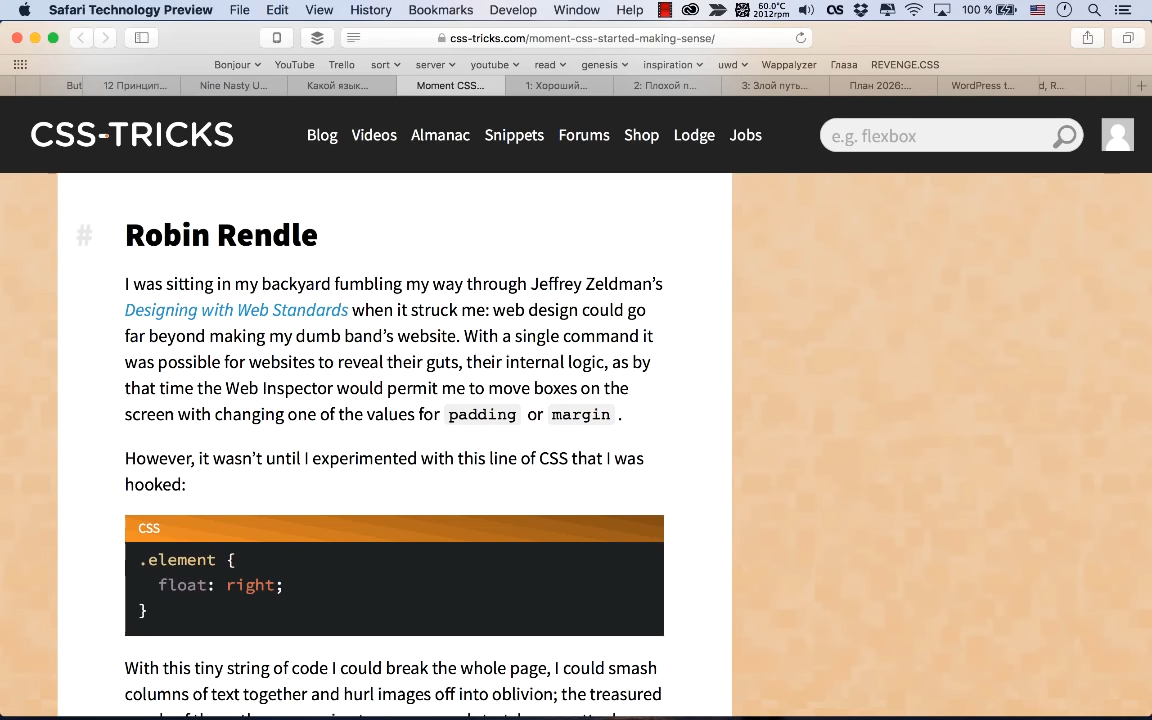 Safari Technology Preview File Edit View History Bookmarks Develop Window Help 60.0°C 2012rpm 100 %
css-tricks.com/moment-css-started-making-sense/
Bonjour YouTube Trello sort server youtube read genesis inspiration uwd Wappalyzer Глаза REVENGE.CSS
But 12 Принцип... Nine Nasty U... Какой язык... Moment CSS... 1: Хороший... 2: Плохой п... 3: Злой путь... План 2026:... WordPress t... d, R...
CSS-TRICKS Blog Videos Almanac Snippets Forums Shop Lodge Jobs e.g. flexbox
# Robin Rendle
I was sitting in my backyard fumbling my way through Jeffrey Zeldman's
Designing with Web Standards when it struck me: web design could go
far beyond making my dumb band's website. With a single command it
was possible for websites to reveal their guts, their internal logic, as by
that time the Web Inspector would permit me to move boxes on the
screen with changing one of the values for padding or margin .
However, it wasn't until I experimented with this line of CSS that I was
hooked:
CSS
.element {
float: right;
}
With this tiny string of code I could break the whole page, I could smash
columns of text together and hurl images off into oblivion; the treasured